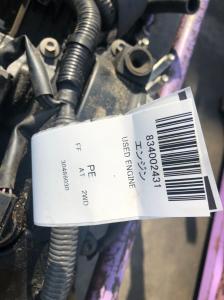 834002431
エンジン
USED ENGINE
PE
FF AT 2WD